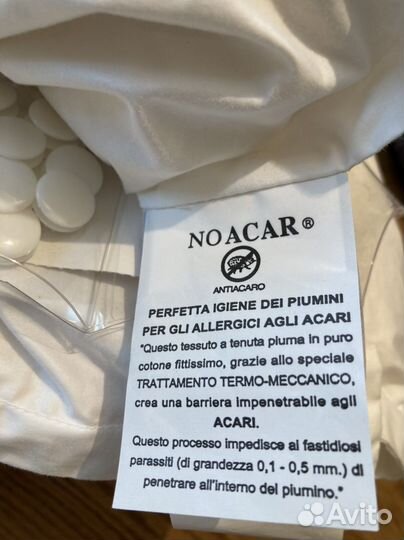 NOACAR®
ANTIACARO
PERFETTA IGIENE DEI PIUMINI
PER GLI ALLERGICI AGLI ACARI
"Questo tessuto a tenuta piuma in puro
cotone fittissimo, grazie allo speciale
TRATTAMENTO TERMO-MECCANICO,
crea una barriera impenetrabile agli
ACARI.
Questo processo impedisce ai fastidiosi
parassiti (di grandezza 0,1 - 0,5 mm.) di
penetrare all'interno del piumino."
Avito